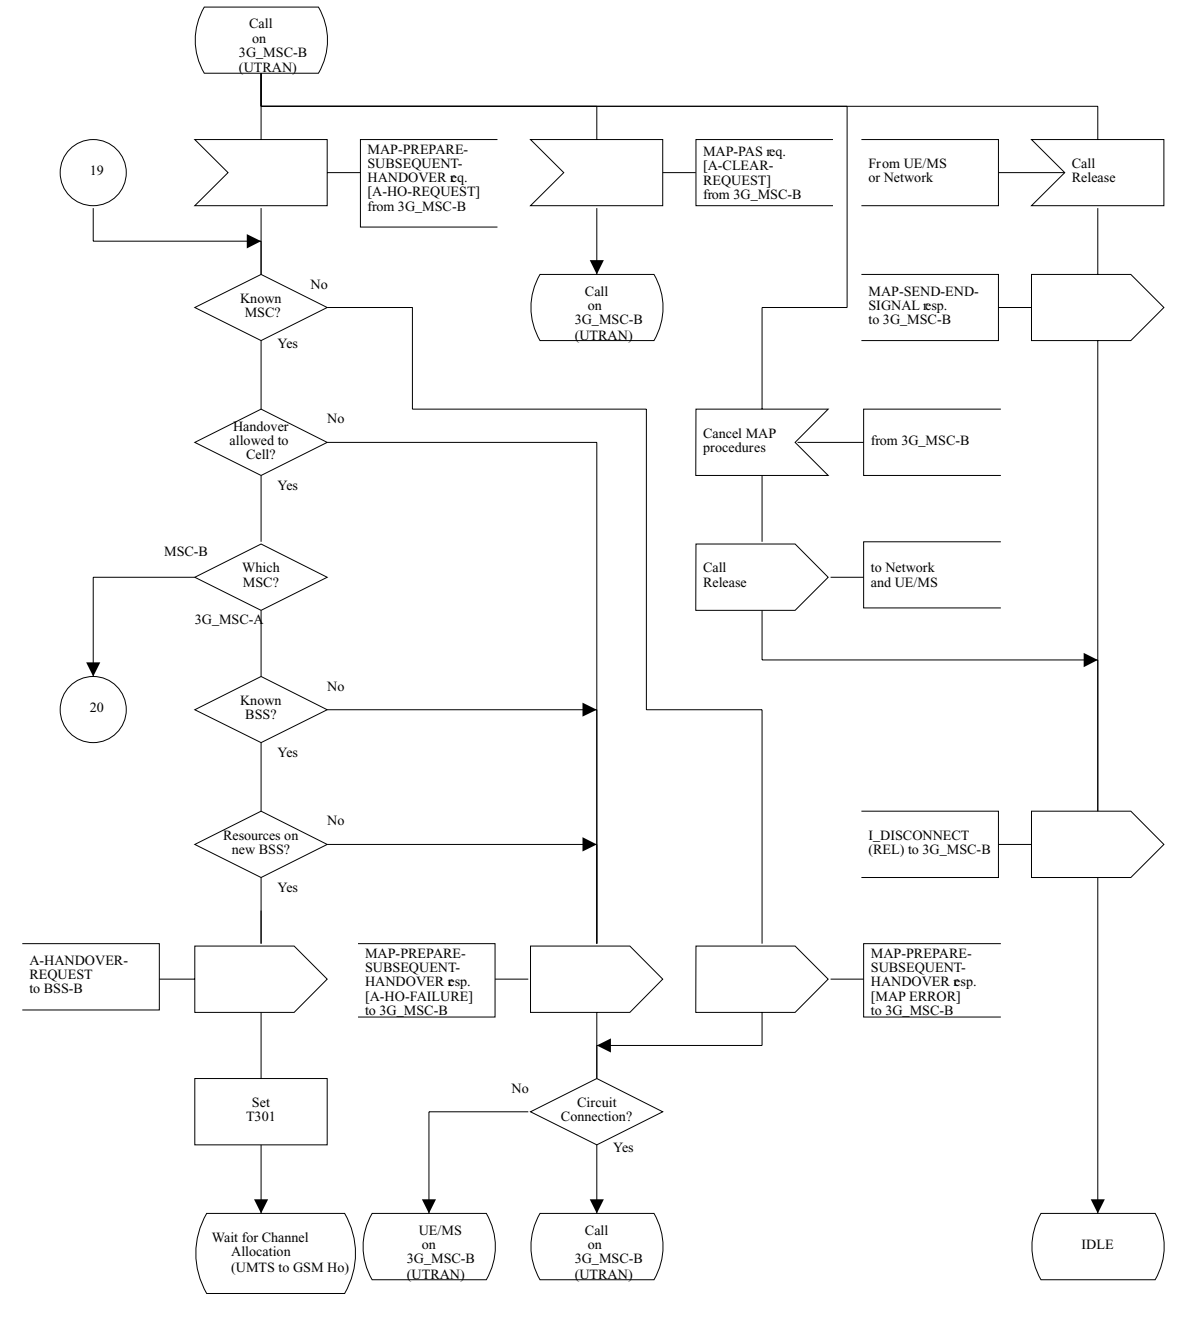 Call
on
3G_MSC-B
(UTRAN)
19
MAP-PREPARE-
SUBSEQUENT-
HANDOVER req.
[A-HO-REQUEST]
from 3G_MSC-B
MAP-PAS req.
[A-CLEAR-
REQUEST]
from 3G_MSC-B
From UE/MS
or Network
Call
Release
Known
MSC?
No
Yes
Call
on
3G_MSC-B
(UTRAN)
MAP-SEND-END-
SIGNAL resp.
to 3G_MSC-B
Handover
allowed to
Cell?
No
Yes
Cancel MAP
procedures
from 3G_MSC-B
MSC-B
Which
MSC?
3G_MSC-A
Call
Release
to Network
and UE/MS
20
Known
BSS?
No
Yes
Resources on
new BSS?
No
Yes
I_DISCONNECT
(REL) to 3G_MSC-B
A-HANDOVER-
REQUEST
to BSS-B
MAP-PREPARE-
SUBSEQUENT-
HANDOVER resp.
[A-HO-FAILURE]
to 3G_MSC-B
MAP-PREPARE-
SUBSEQUENT-
HANDOVER resp.
[MAP ERROR]
to 3G_MSC-B
Set
T301
No
Circuit
Connection?
Yes
Wait for Channel
Allocation
(UMTS to GSM Ho)
UE/MS
on
3G_MSC-B
(UTRAN)
Call
on
3G_MSC-B
(UTRAN)
IDLE